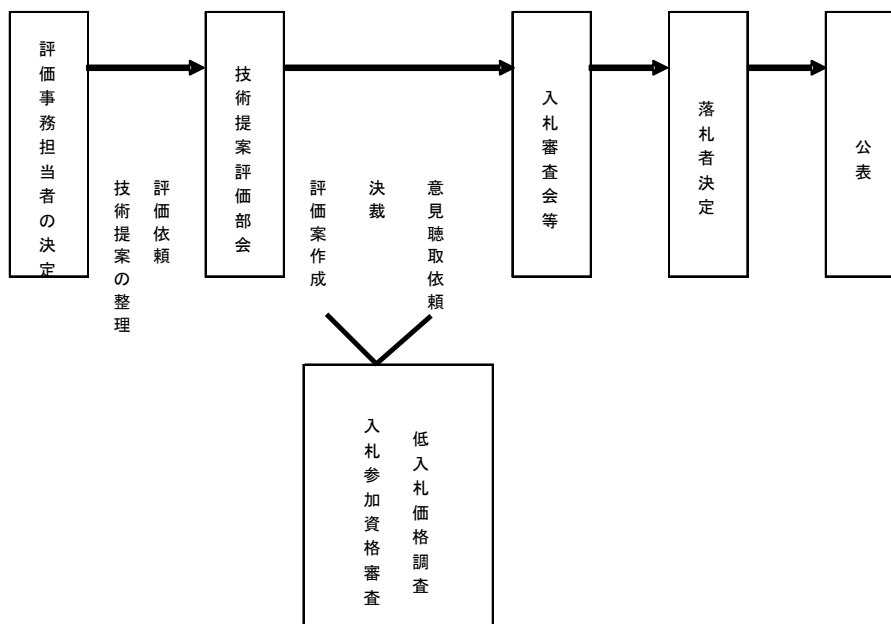 評価事務担当者の決定
技術提案の整理
評価依頼
技術提案評価部会
評価案作成
決裁
意見聴取依頼
入札審査会等
落札者決定
公表
入札参加資格審査
低入札価格調査